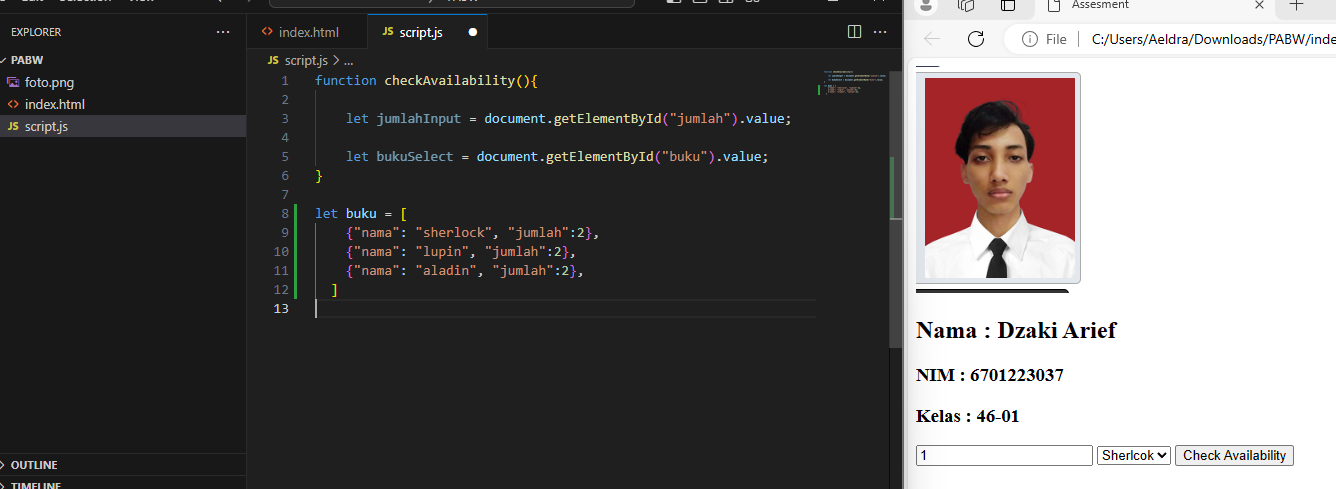 EXPLORER
PABW
foto.png
index.html
script.js
OUTLINE
TIMELINE
index.html
JS script.js
JS script.js > ...
1 function checkAvailability(){
2
3 let jumlahInput = document.getElementById("jumlah").value;
4
5 let bukuSelect = document.getElementById("buku").value;
6 }
7
8 let buku = [
9 {"nama": "sherlock", "jumlah":2},
10 {"nama": "lupin", "jumlah":2},
11 {"nama": "aladin", "jumlah":2},
12 ]
13
Assesment
File C:/Users/Aeldra/Downloads/PABW/inde
Nama : Dzaki Arief
NIM : 6701223037
Kelas : 46-01
1 Sherlcok Check Availability